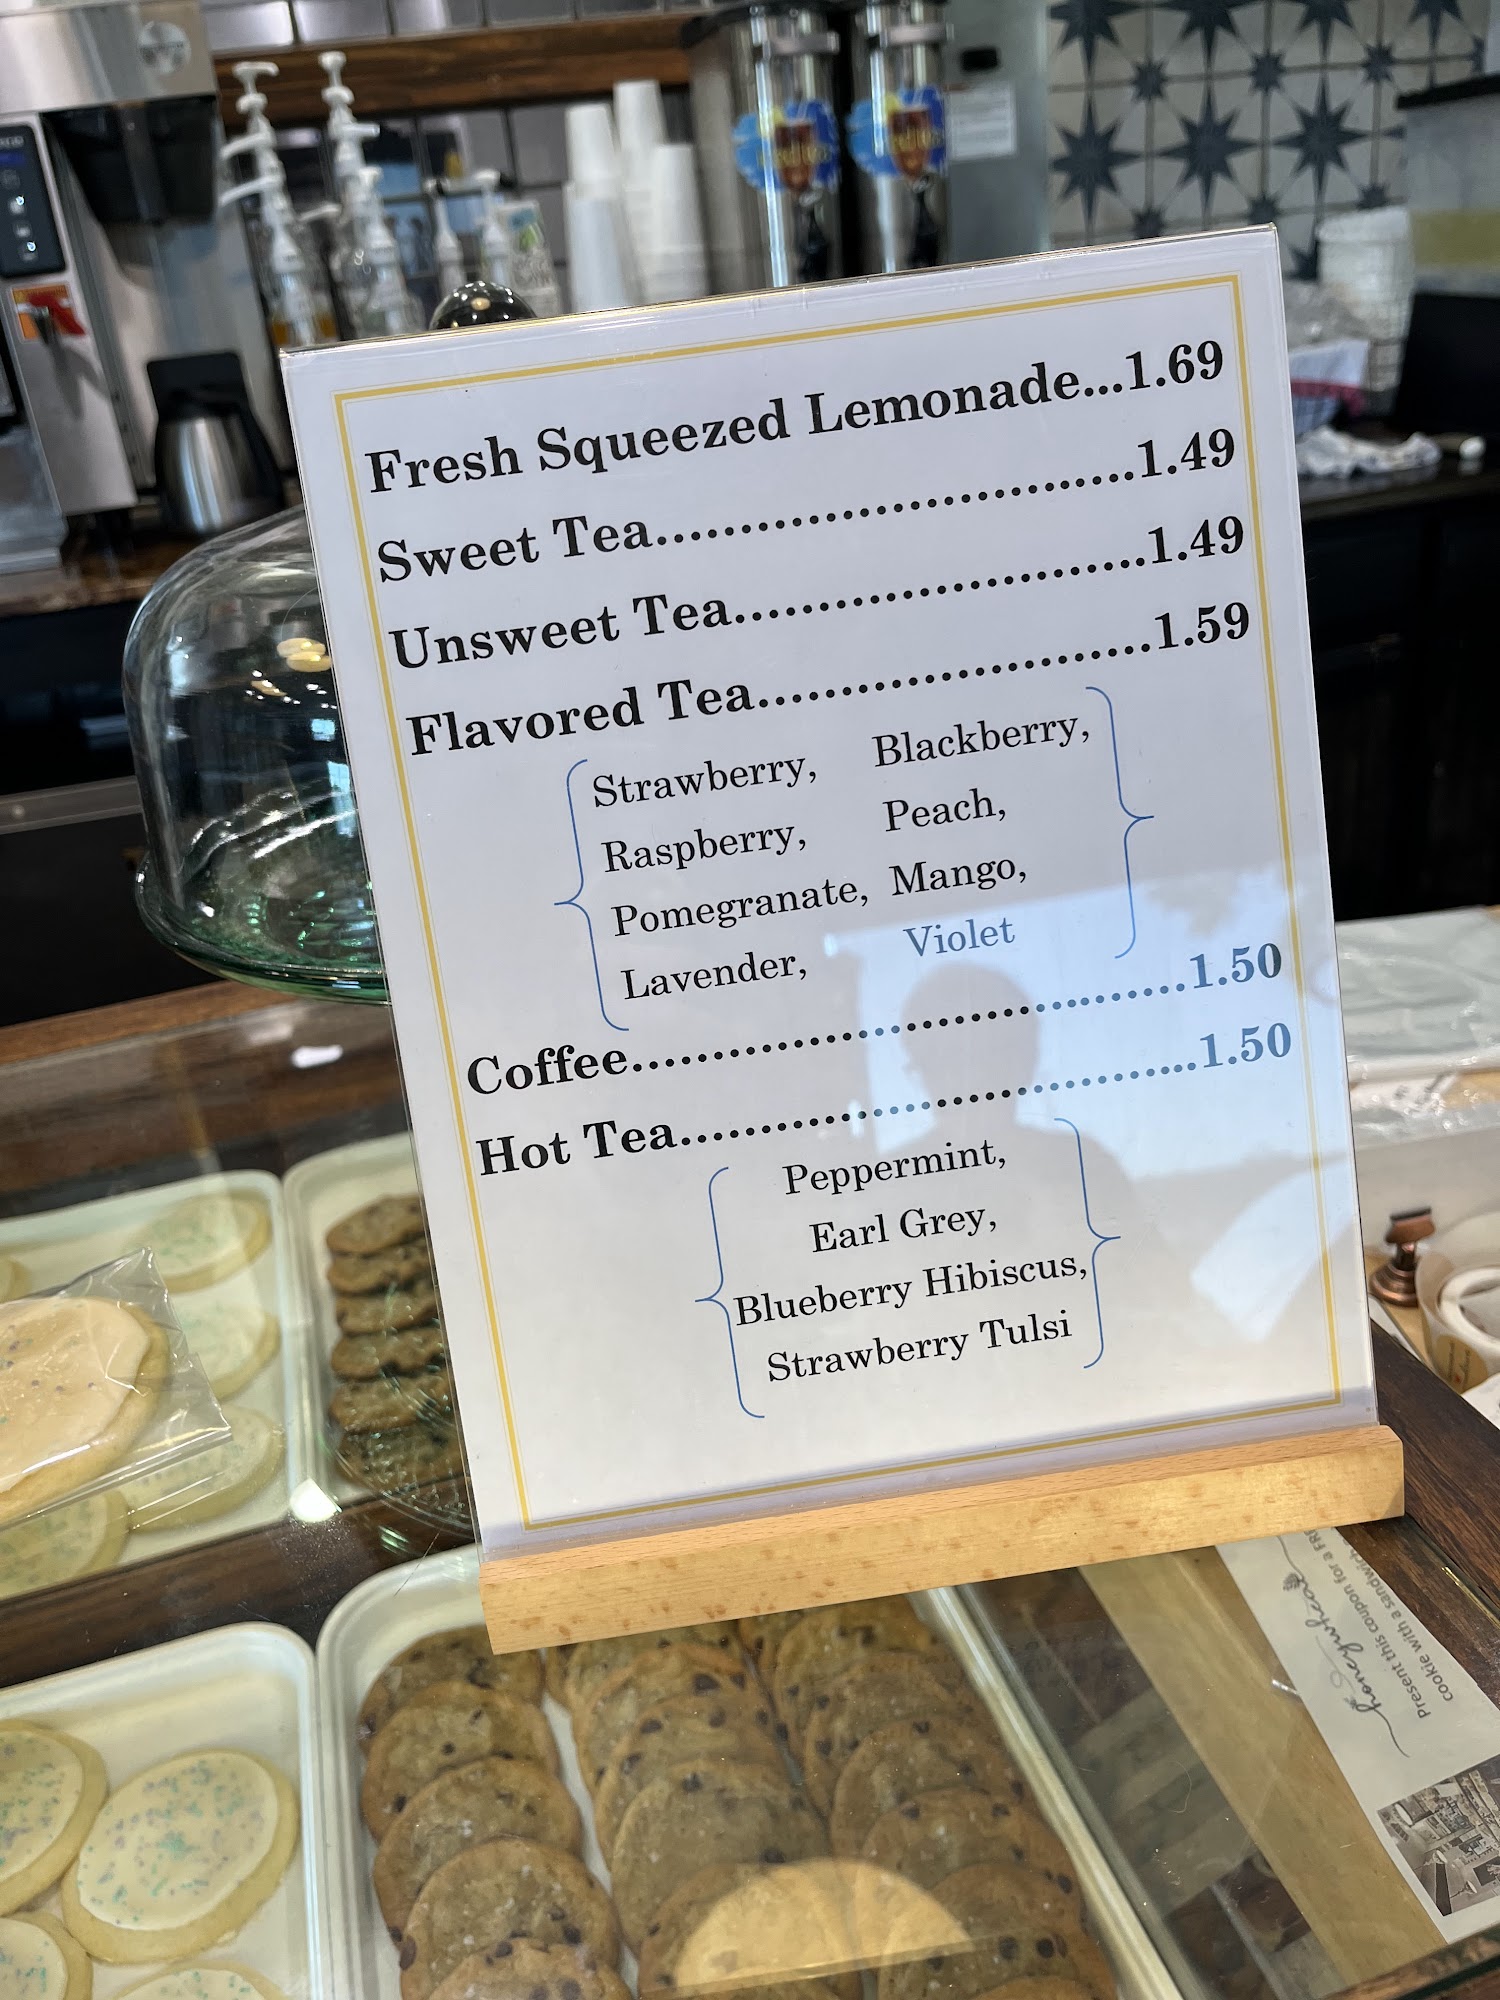 Fresh Squeezed Lemonade...1.69
Sweet Tea..............................1.49
Unsweet Tea.........................1.49
Flavored Tea........................1.59
Strawberry, Blackberry,
Raspberry, Peach,
Pomegranate, Mango,
Lavender, Violet
Coffee..................................1.50
Hot Tea................................1.50
Peppermint,
Earl Grey,
Blueberry Hibiscus,
Strawberry Tulsi
honeywheat
Present this coupon for a FR
cookie with a sandwich